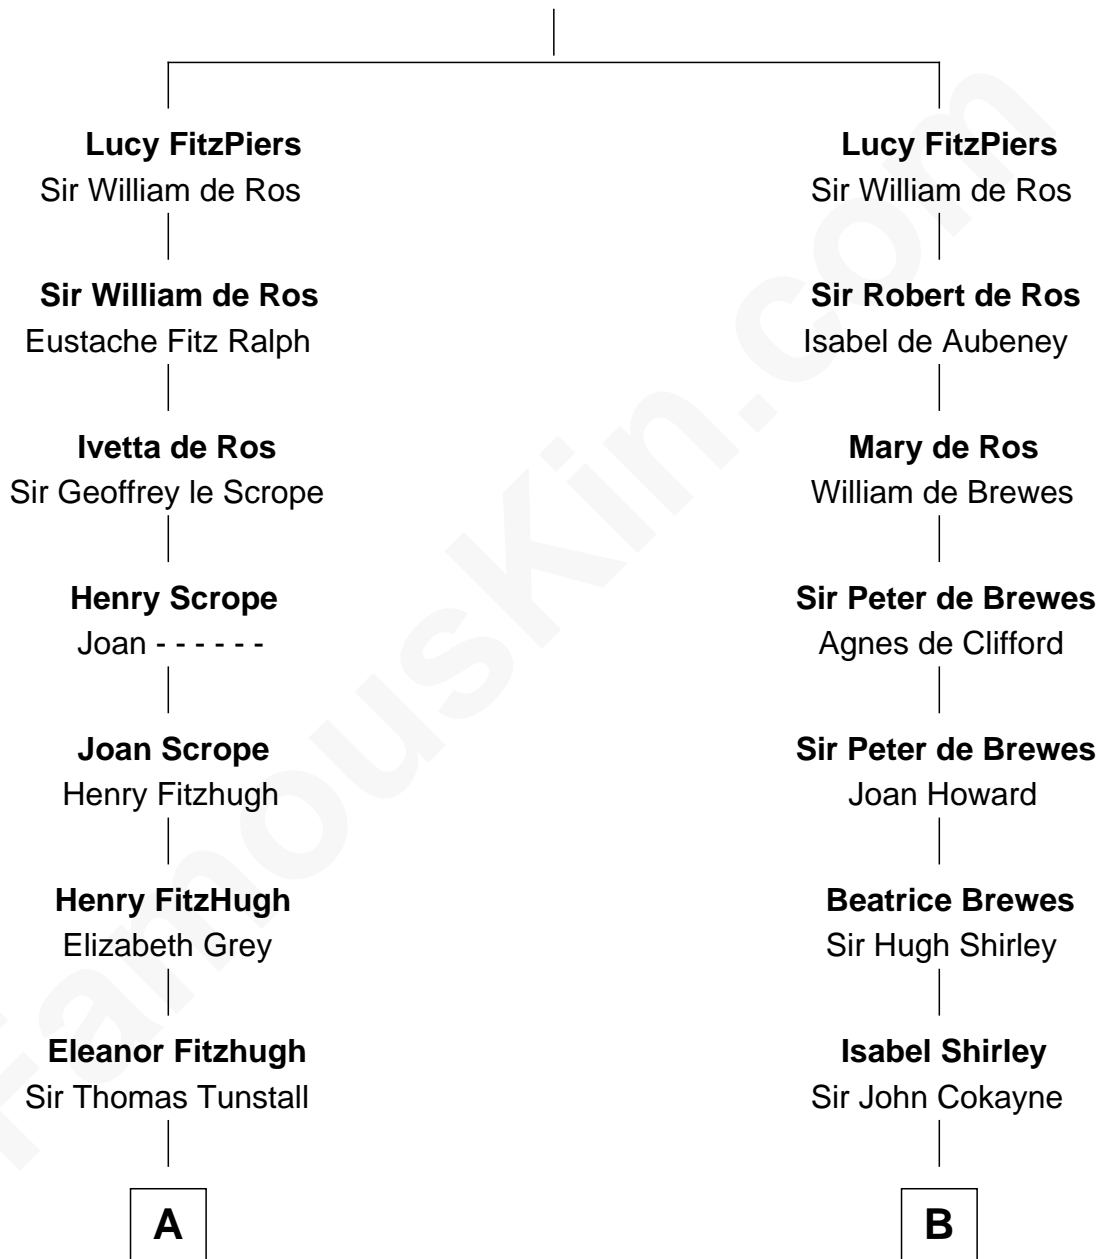 Lucy FitzPiers
Sir William de Ros
Sir William de Ros
Eustache Fitz Ralph
Ivetta de Ros
Sir Geoffrey le Scrope
Henry Scrope
Joan - - - - - -
Joan Scrope
Henry Fitzhugh
Henry FitzHugh
Elizabeth Grey
Eleanor Fitzhugh
Sir Thomas Tunstall
A
Lucy FitzPiers
Sir William de Ros
Sir Robert de Ros
Isabel de Aubeney
Mary de Ros
William de Brewes
Sir Peter de Brewes
Agnes de Clifford
Sir Peter de Brewes
Joan Howard
Beatrice Brewes
Sir Hugh Shirley
Isabel Shirley
Sir John Cokayne
B
FamousKin.com